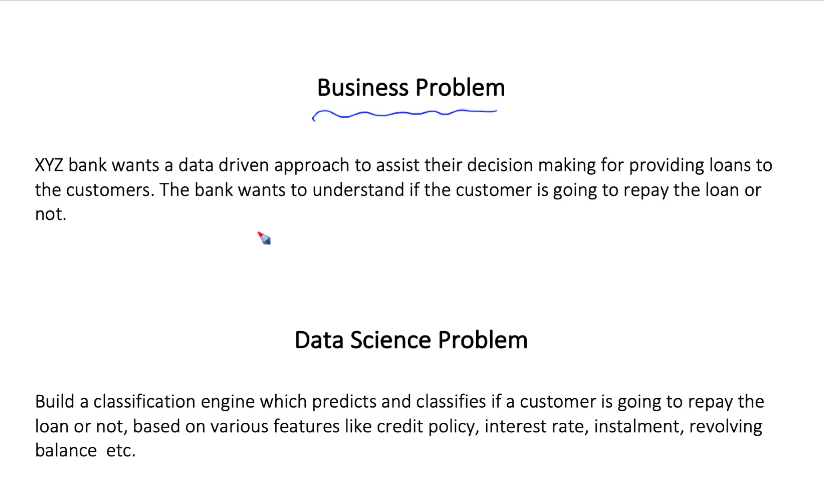 Business Problem
XYZ bank wants a data driven approach to assist their decision making for providing loans to
the customers. The bank wants to understand if the customer is going to repay the loan or
not.
Data Science Problem
Build a classification engine which predicts and classifies if a customer is going to repay the
loan or not, based on various features like credit policy, interest rate, instalment, revolving
balance  etc.